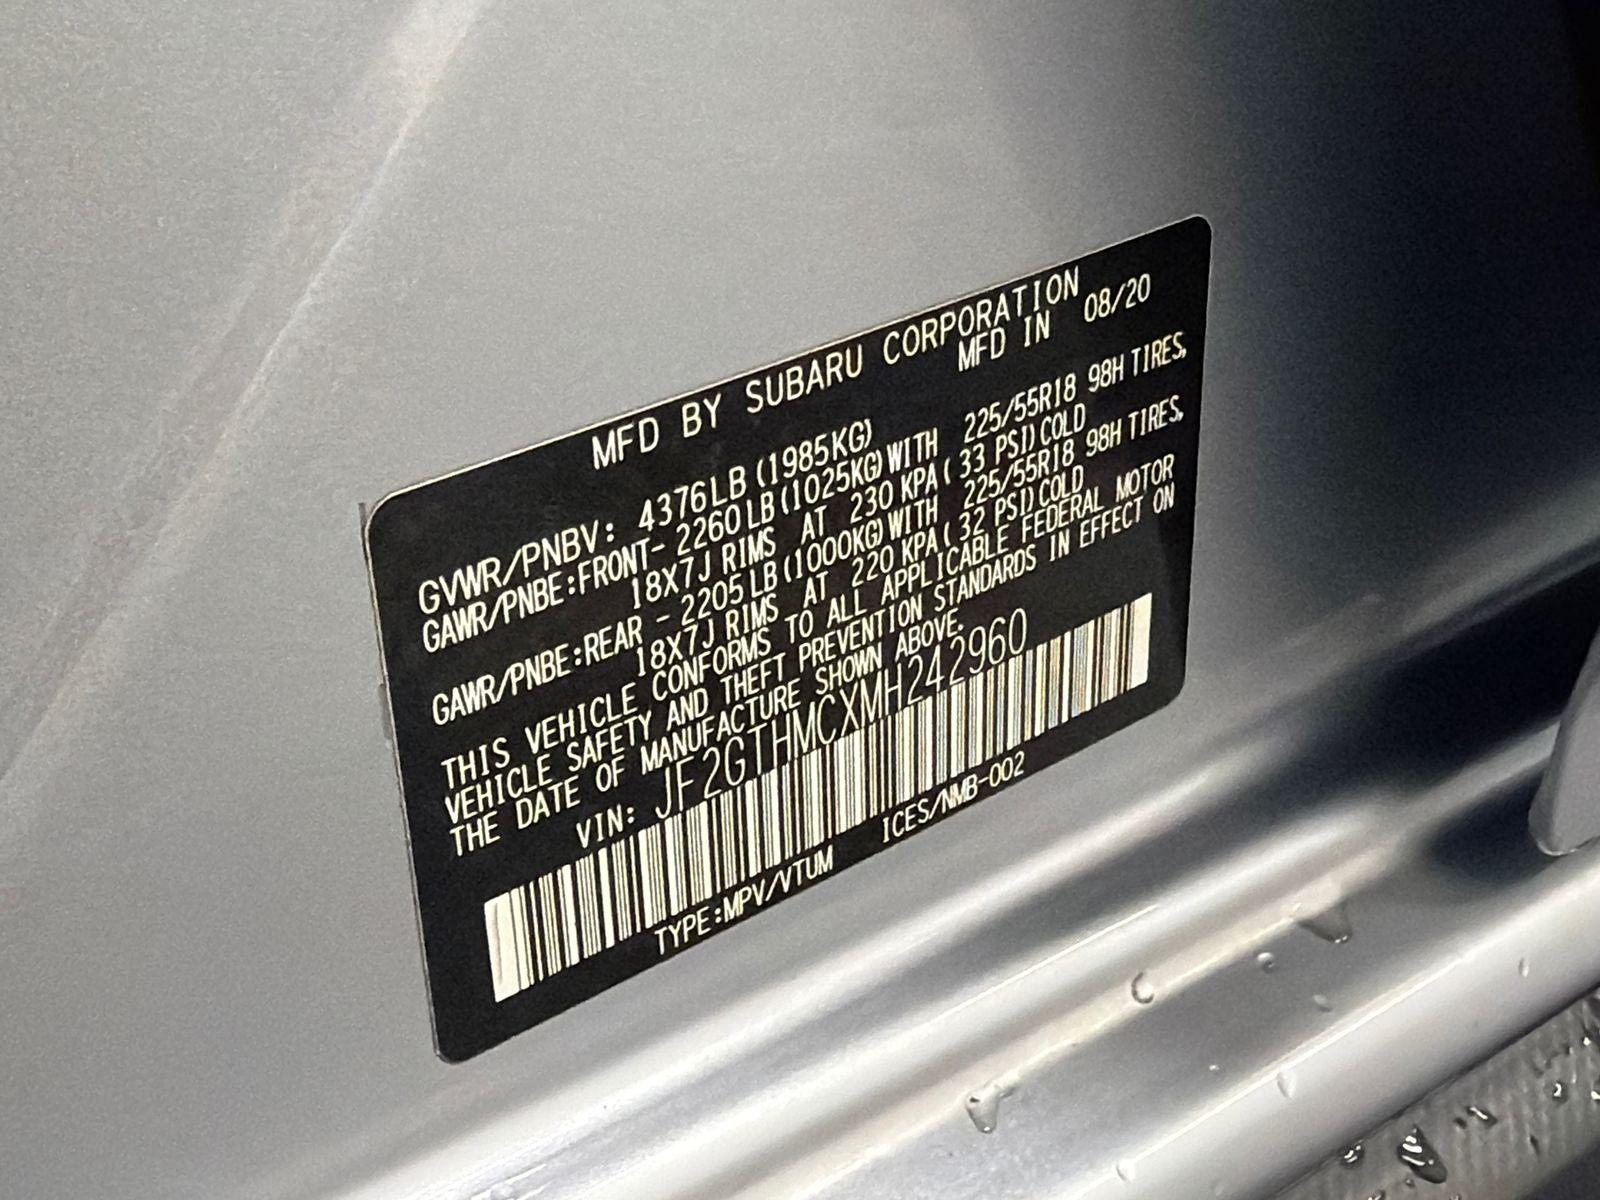 MFD BY SUBARU CORPORATION
MFD IN 08/20
GVWR/PNBV: 4376LB (1985KG)
GAWR/PNBE:FRONT- 2260LB (1025KG) WITH 225/55R18 98H TIRES,
18X7J RIMS AT 230 KPA( 33 PSI) COLD
GAWR/PNBE:REAR - 2205LB (1000KG) WITH 225/55R18 98H TIRES,
18X7J RIMS AT 220 KPA( 32 PSI) COLD
THIS VEHICLE CONFORMS TO ALL APPLICABLE FEDERAL MOTOR
VEHICLE SAFETY AND THEFT PREVENTION STANDARDS IN EFFECT ON
THE DATE OF MANUFACTURE SHOWN ABOVE.
VIN: JF2GTHMCXMH242960
TYPE:MPV/VTUM ICES/NMB-002